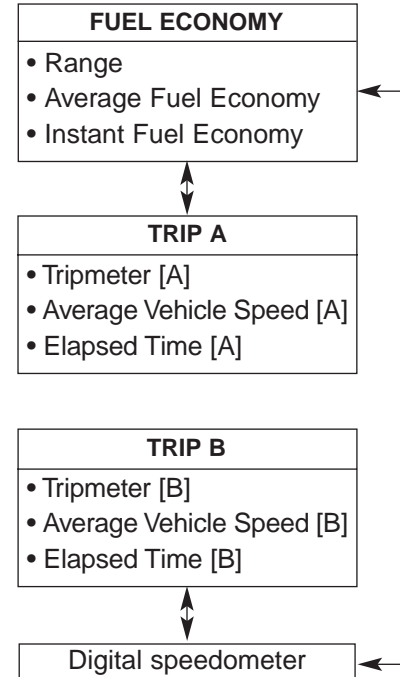 FUEL ECONOMY
• Range
• Average Fuel Economy
• Instant Fuel Economy
TRIP A
• Tripmeter [A]
• Average Vehicle Speed [A]
• Elapsed Time [A]
TRIP B
• Tripmeter [B]
• Average Vehicle Speed [B]
• Elapsed Time [B]
Digital speedometer